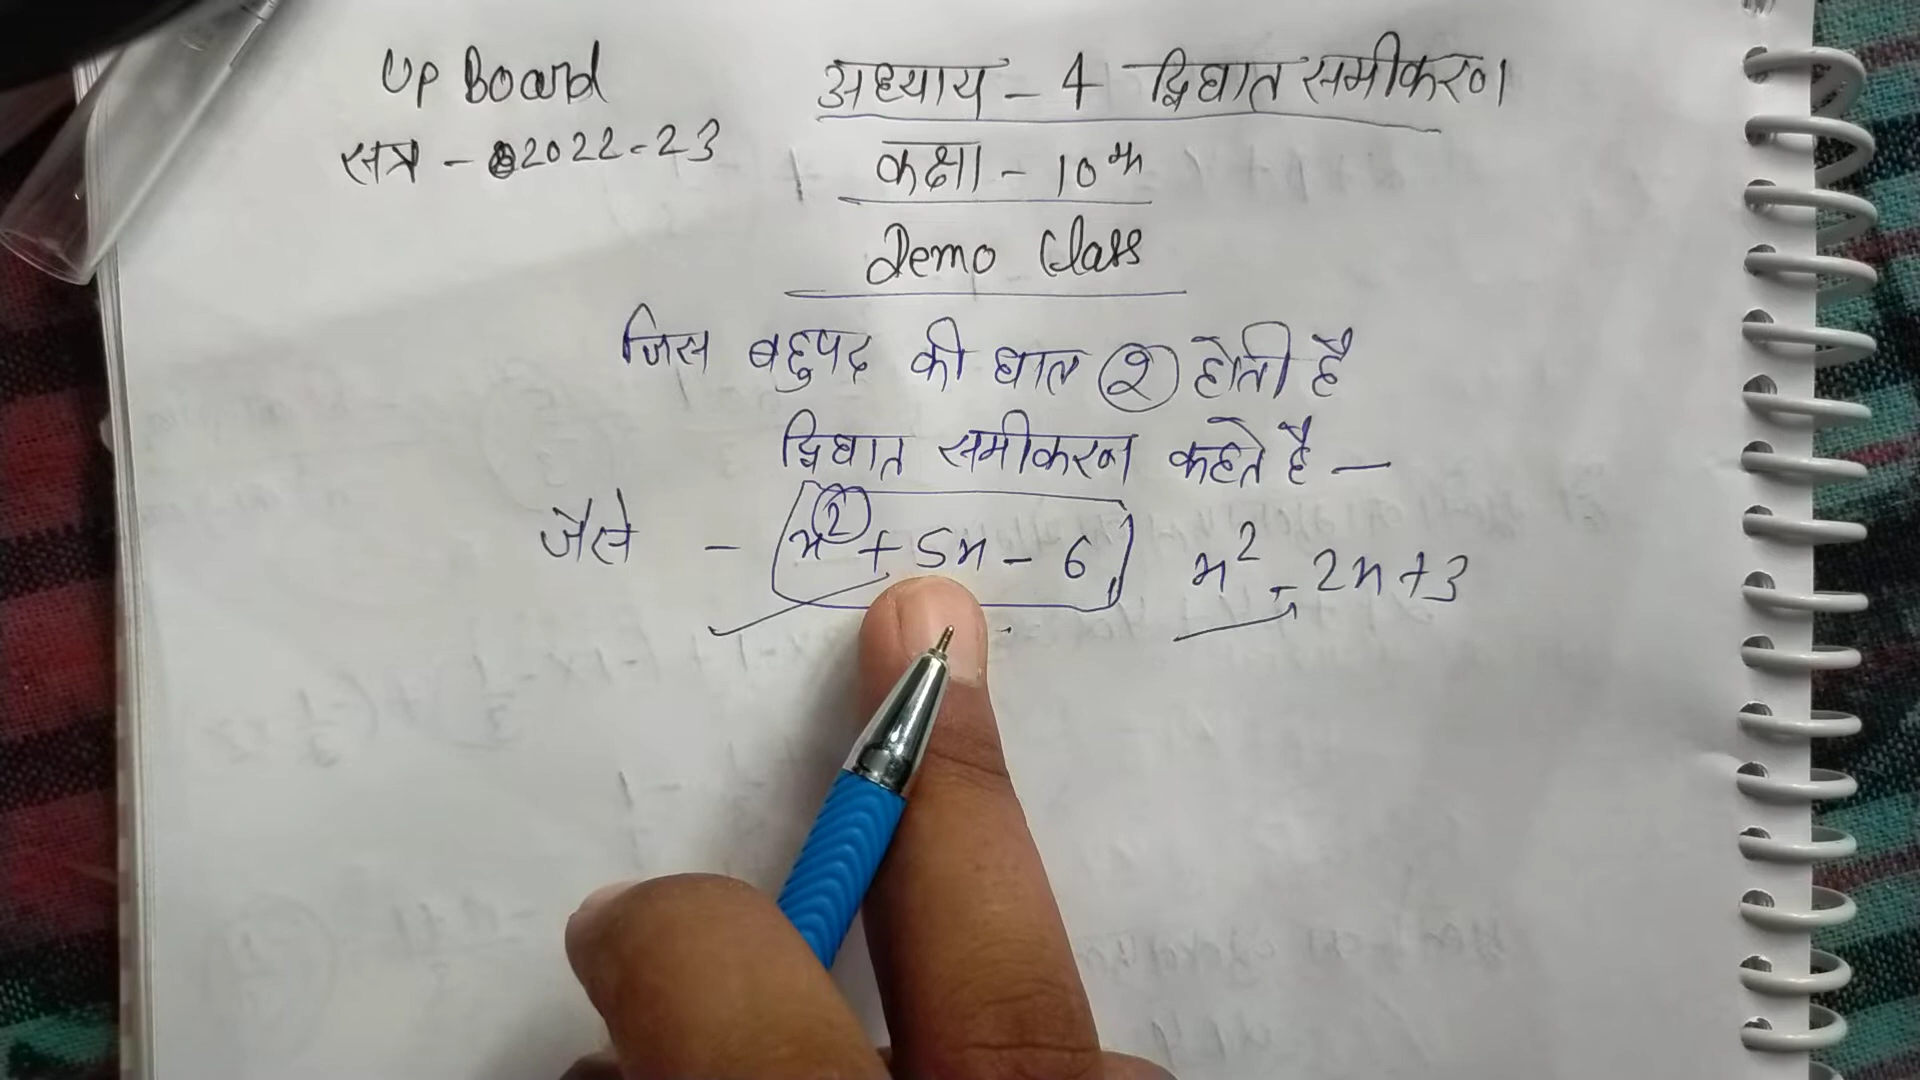 Up Board
सत्र - 2022-23
अध्याय - 4 द्विघात समीकरण
कक्षा - 10th
Demo Class
जिस बहुपद की घात 2 होती है
द्विघात समीकरण कहते है -
जैसे - x² + 5x - 6, x² - 2x + 3